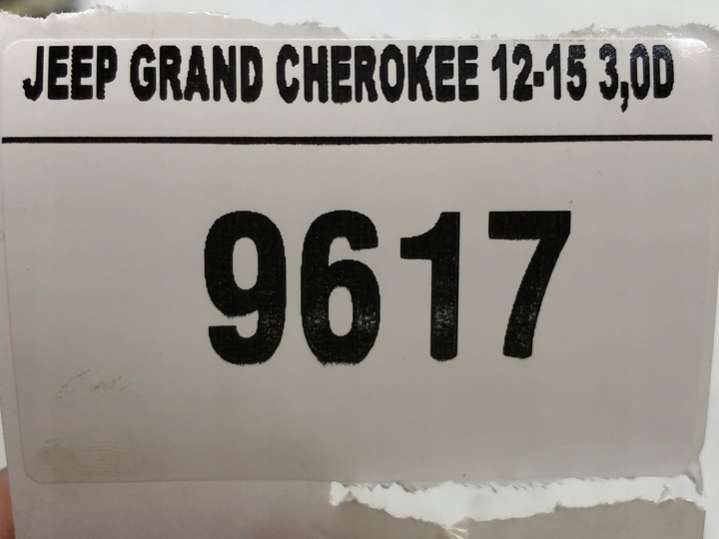 JEEP GRAND CHEROKEE 12-15 3,0D
9617